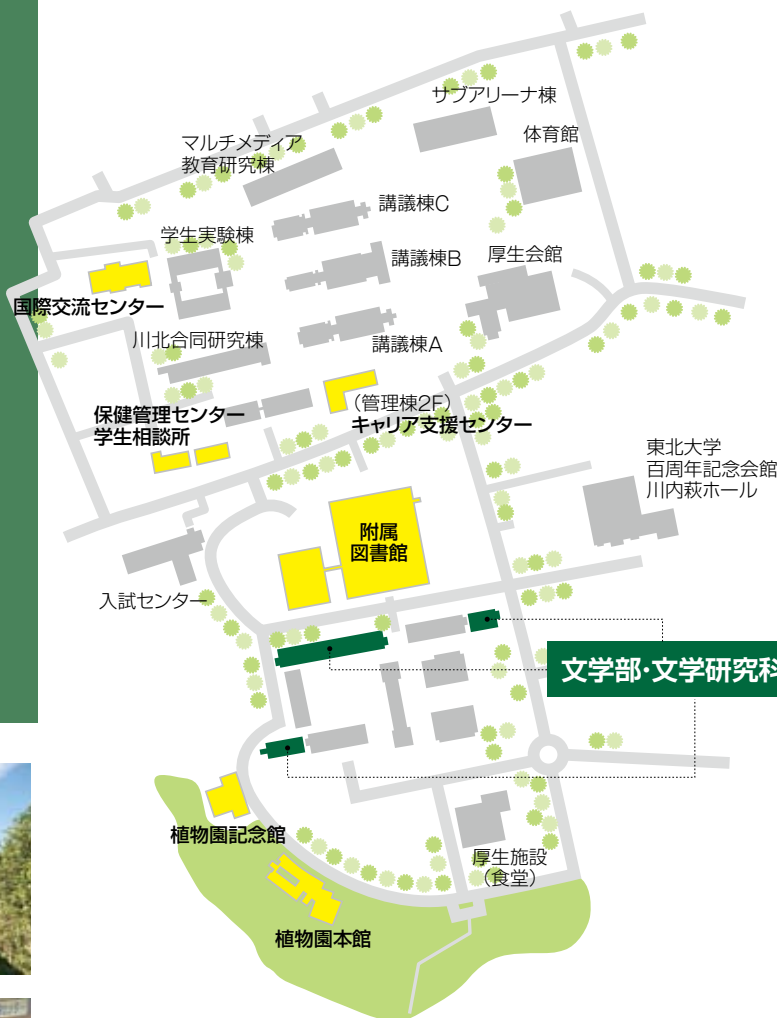 サブアリーナ棟
体育館
マルチメディア
教育研究棟
講議棟C
学生実験棟
講議棟B
厚生会館
国際交流センター
川北合同研究棟
講議棟A
（管理棟2F）
キャリア支援センター
保健管理センター
学生相談所
東北大学
百周年記念会館
川内萩ホール
附属
図書館
入試センター
文学部・文学研究科
植物園記念館
厚生施設
（食堂）
植物園本館